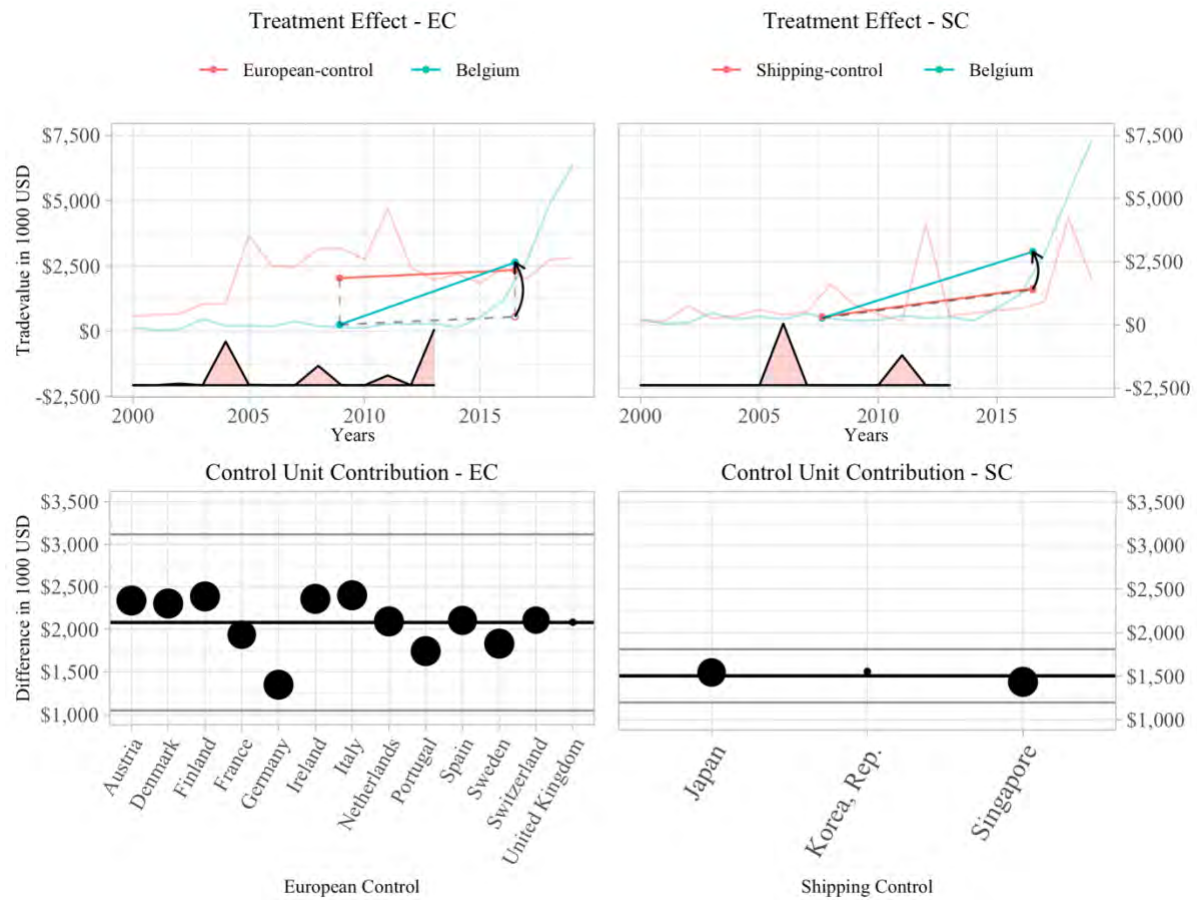 Treatment Effect - EC
Treatment Effect - SC
European-control Belgium
Shipping-control Belgium
Tradevalue in 1000 USD
$7,500
$5,000
$2,500
$0
-$2,500
2000 2005 2010 2015
Years
$7,500
$5,000
$2,500
$0
-$2,500
2000 2005 2010 2015
Years
Control Unit Contribution - EC
Control Unit Contribution - SC
Difference in 1000 USD
$3,500
$3,000
$2,500
$2,000
$1,500
$1,000
Austria
Denmark
Finland
France
Germany
Ireland
Italy
Netherlands
Portugal
Spain
Sweden
Switzerland
United Kingdom
European Control
$3,500
$3,000
$2,500
$2,000
$1,500
$1,000
Japan
Korea, Rep.
Singapore
Shipping Control